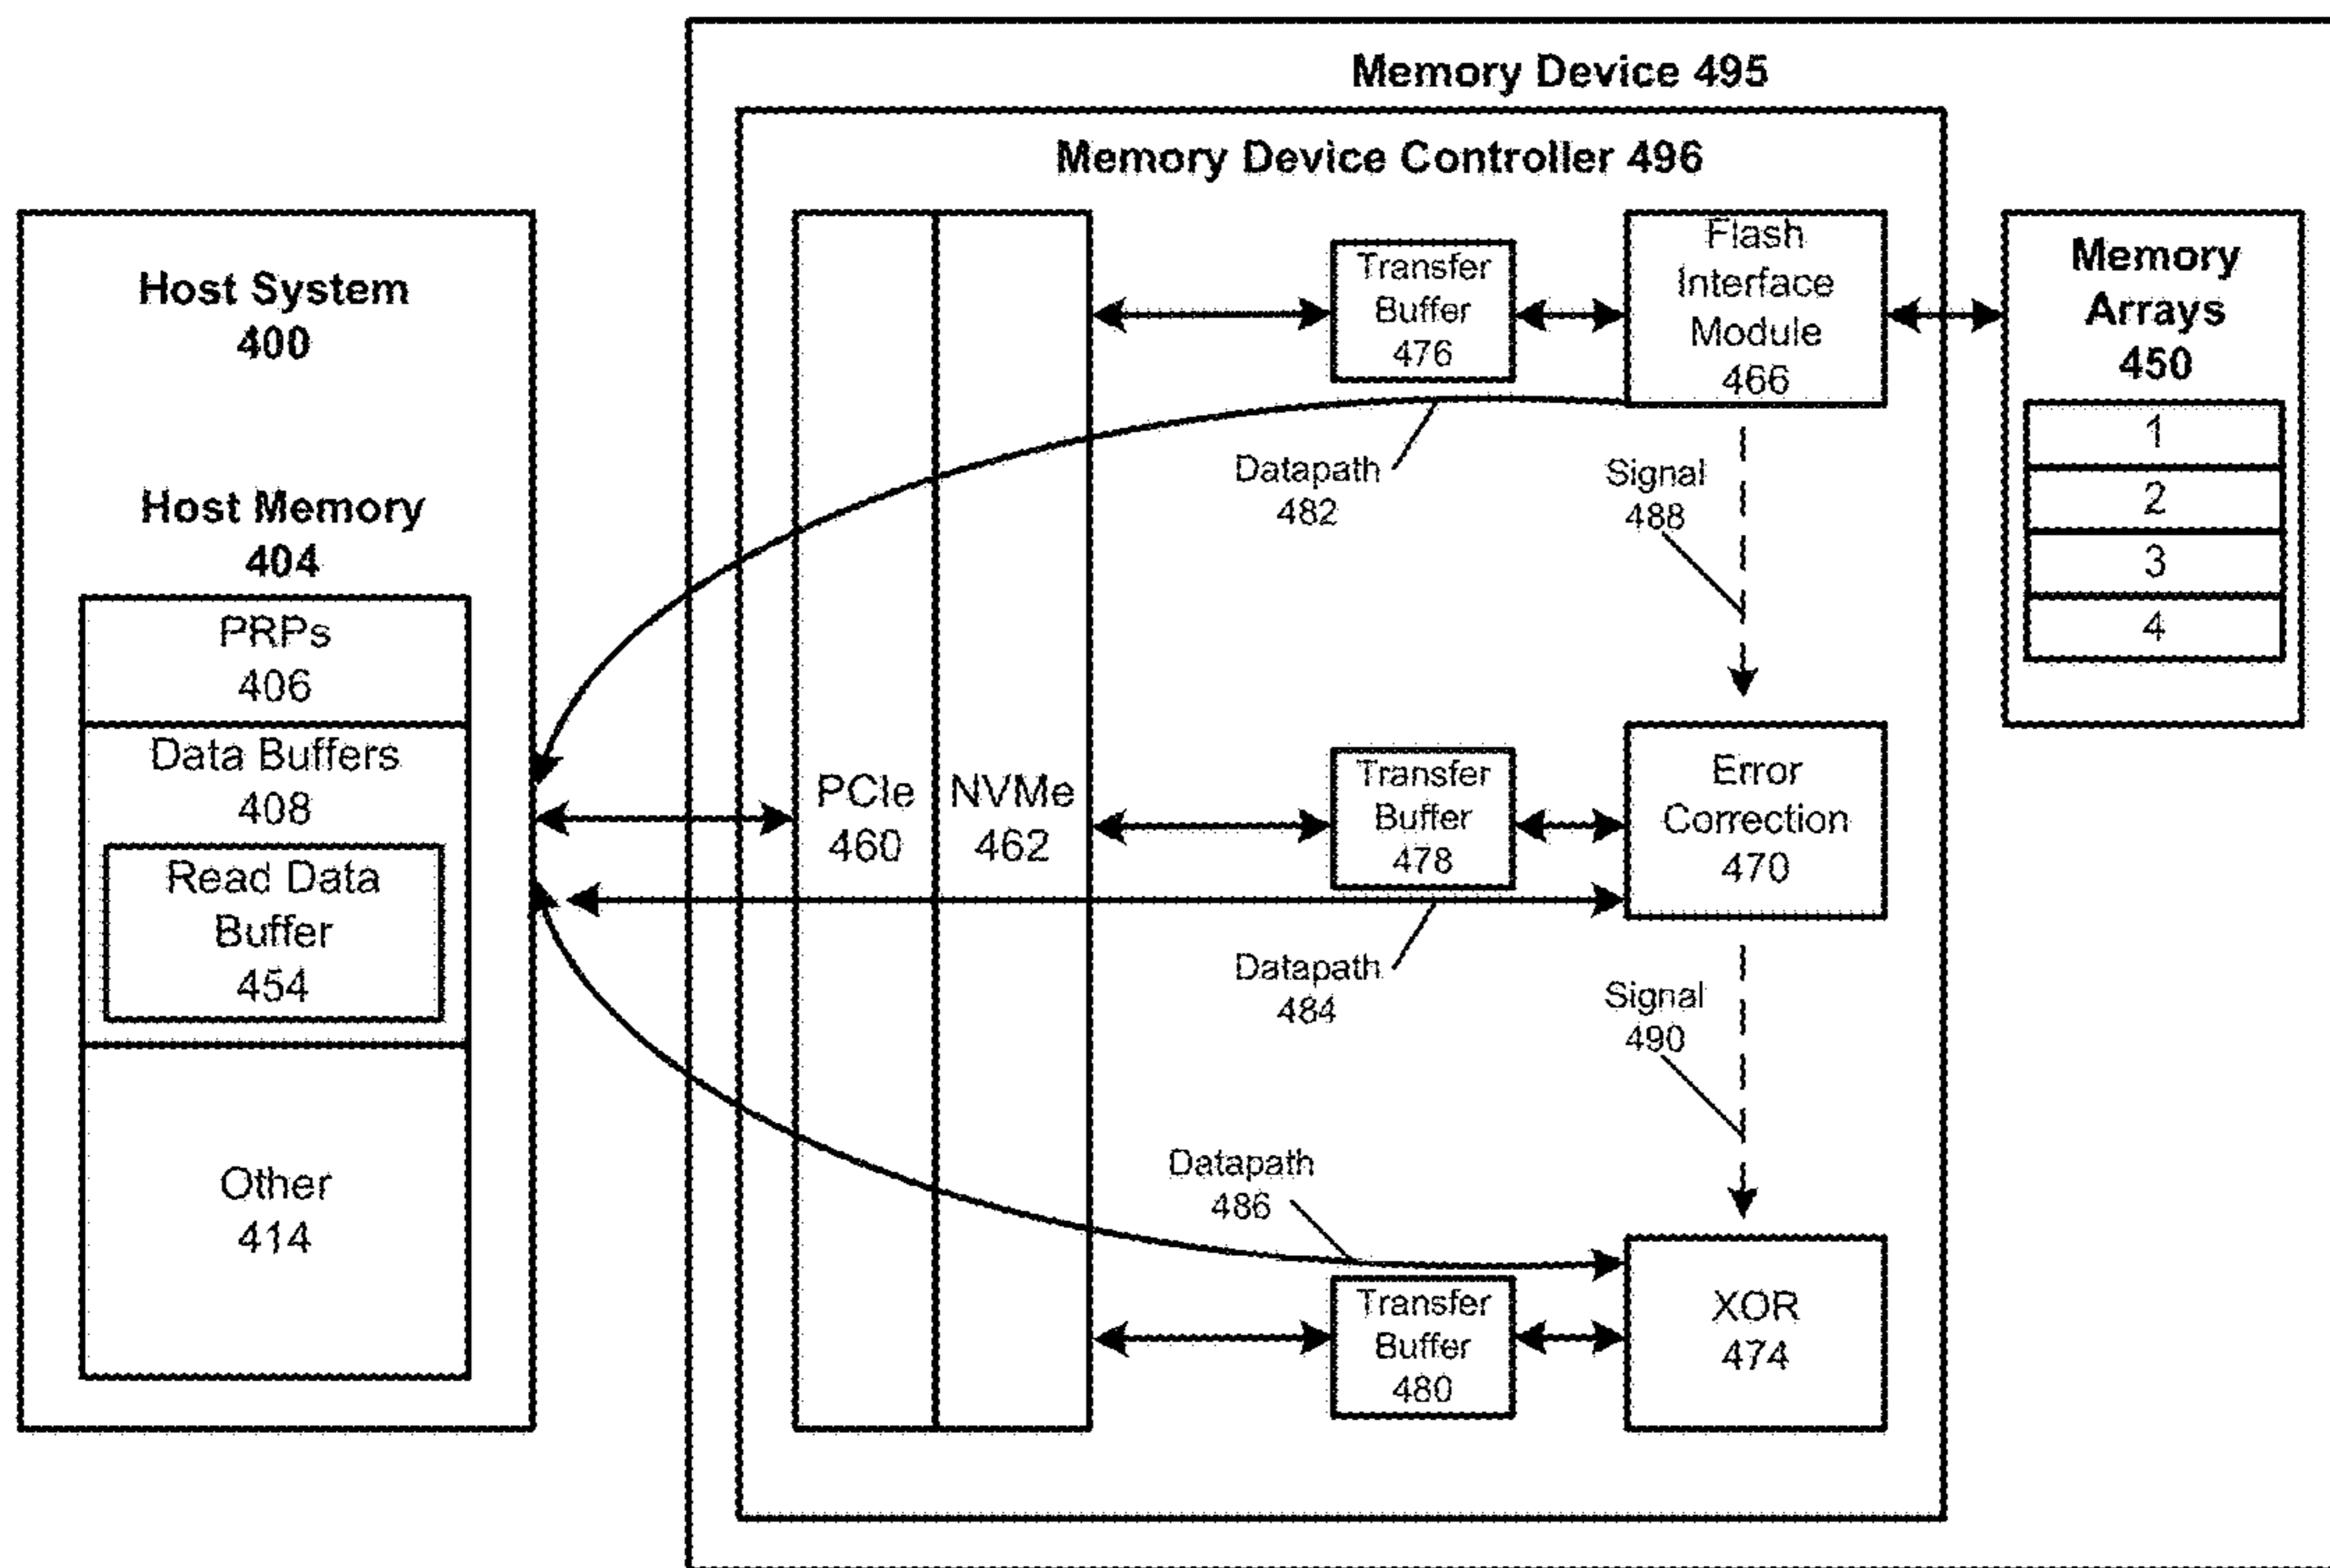 Memory Device 495
Memory Device Controller 496
Host System
400
Host Memory
404
PRPs
406
Data Buffers
408
Read Data
Buffer
454
Other
414
PCIe
460
NVMe
462
Transfer
Buffer
476
Flash
Interface
Module
466
Memory
Arrays
450
1
2
3
4
Datapath
482
Signal
488
Transfer
Buffer
478
Error
Correction
470
Datapath
484
Signal
490
Datapath
486
Transfer
Buffer
480
XOR
474